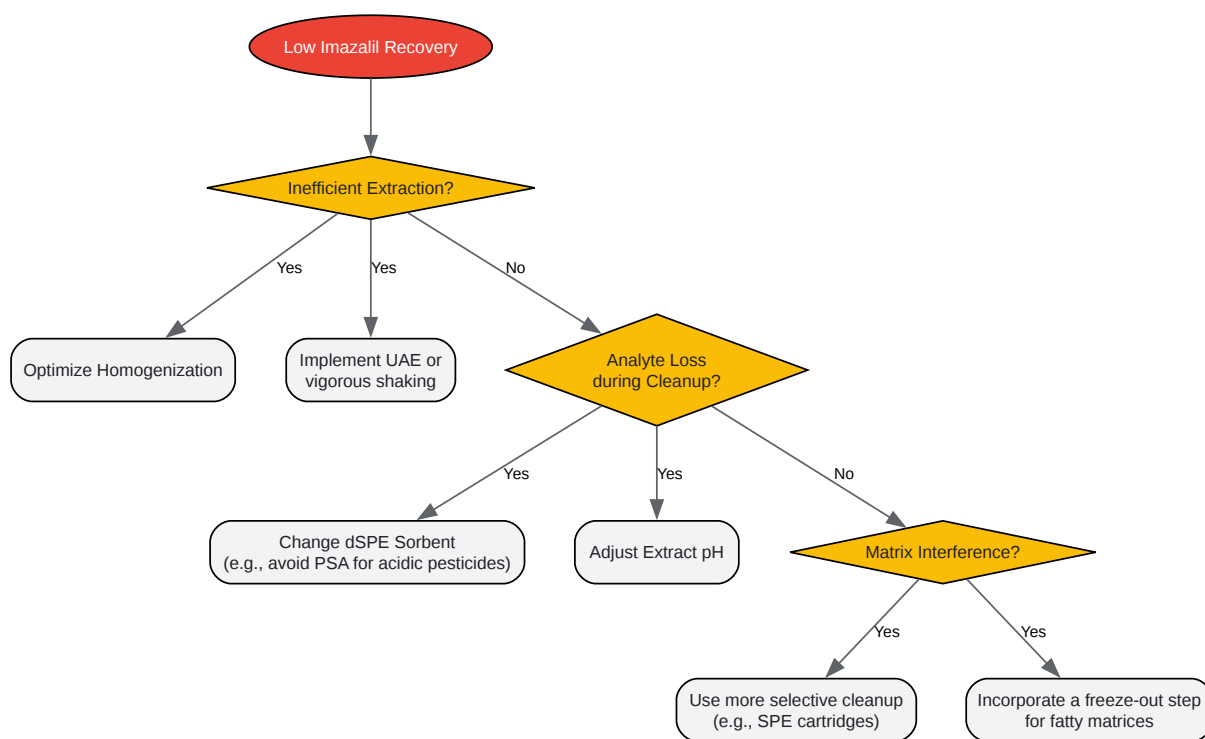 Low Imazalil Recovery
Inefficient Extraction?
Yes
Yes
No
Optimize Homogenization
Implement UAE or
vigorous shaking
Analyte Loss
during Cleanup?
Yes
Yes
No
Change dSPE Sorbent
(e.g., avoid PSA for acidic pesticides)
Adjust Extract pH
Matrix Interference?
Yes
Yes
Use more selective cleanup
(e.g., SPE cartridges)
Incorporate a freeze-out step
for fatty matrices